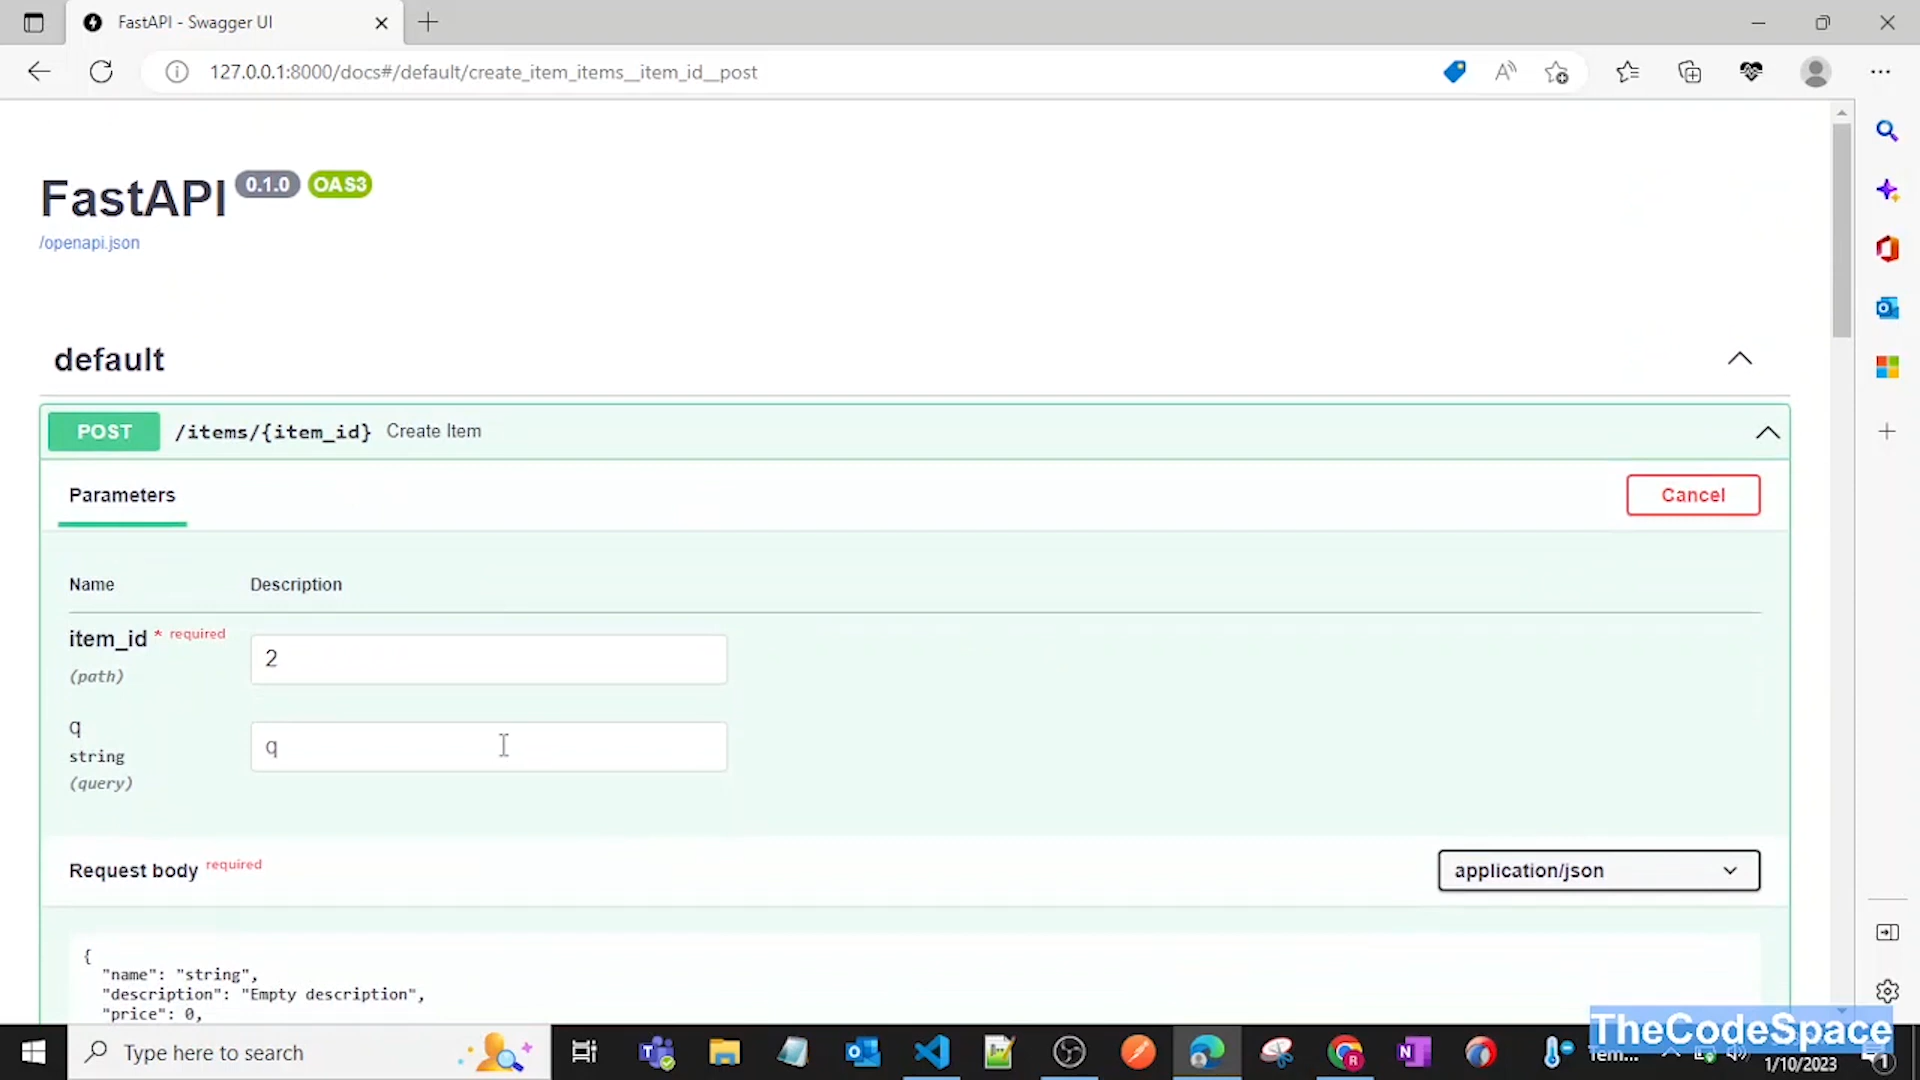 FastAPI - Swagger UI
127.0.0.1:8000/docs#/default/create_item_items__item_id__post
FastAPI 0.1.0 OAS3
/openapi.json
default
POST /items/{item_id} Create Item
Parameters
Cancel
Name Description
item_id * required
2
(path)
q
string
(query)
q
Request body required
application/json
{
"name": "string",
"description": "Empty description",
"price": 0,
TheCodeSpace
Type here to search
1/10/2023
1